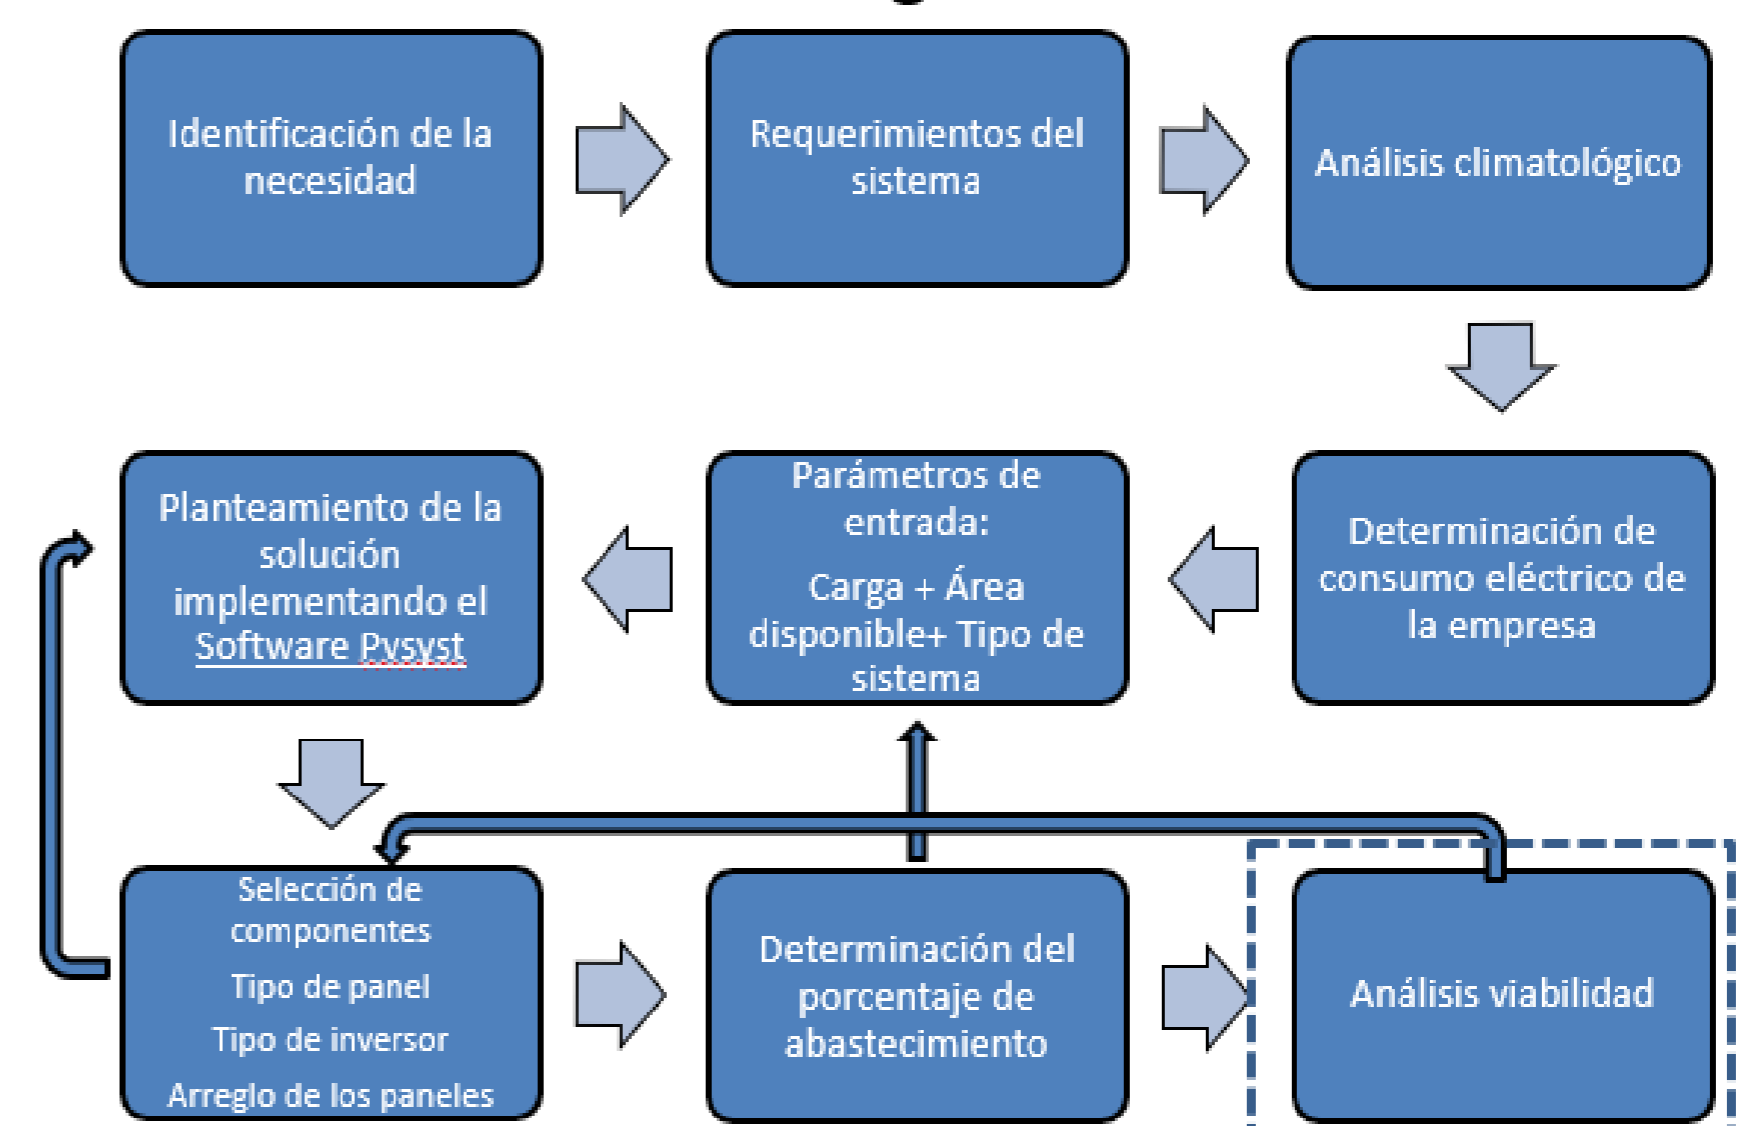 Identificación de la
necesidad
Requerimientos del
sistema
Análisis climatológico
Planteamiento de la
solución
implementando el
Software Pvsyst
Parámetros de
entrada:
Carga + Área
disponible+ Tipo de
sistema
Determinación de
consumo eléctrico de
la empresa
Selección de
componentes
Tipo de panel
Tipo de inversor
Arreglo de los paneles
Determinación del
porcentaje de
abastecimiento
Análisis viabilidad